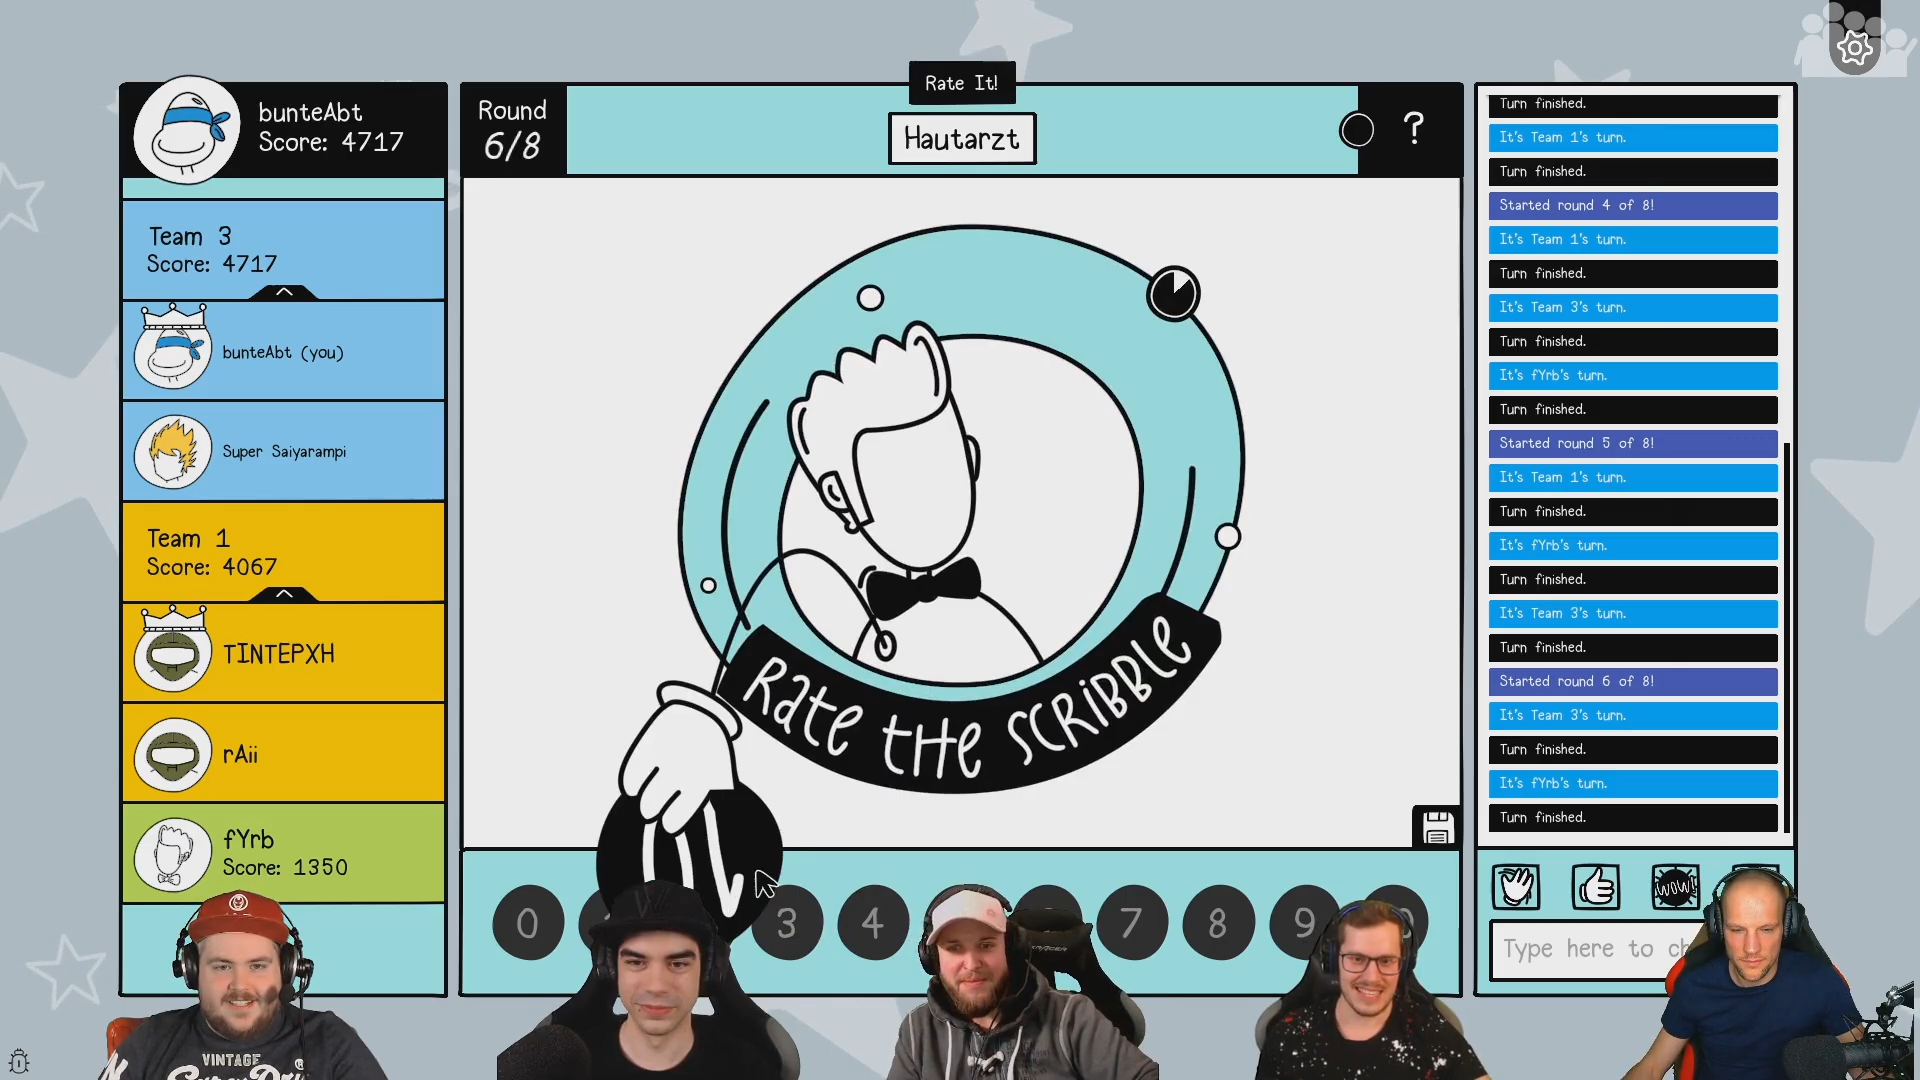 bunteAbt
Score: 4717
Team 3
Score: 4717
bunteAbt (you)
Super Saiyarampi
Team 1
Score: 4067
TINTEPXH
rAii
fYrb
Score: 1350
Round
6/8
Rate It!
Hautarzt
?
RATE THE SCRIBBLE
0
3
4
7
8
9
Turn finished.
It's Team 1's turn.
Turn finished.
Started round 4 of 8!
It's Team 1's turn.
Turn finished.
It's Team 3's turn.
Turn finished.
It's fYrb's turn.
Turn finished.
Started round 5 of 8!
It's Team 1's turn.
Turn finished.
It's fYrb's turn.
Turn finished.
It's Team 3's turn.
Turn finished.
Started round 6 of 8!
It's Team 3's turn.
Turn finished.
It's fYrb's turn.
Turn finished.
WOW!
Type here to
VINTAGE